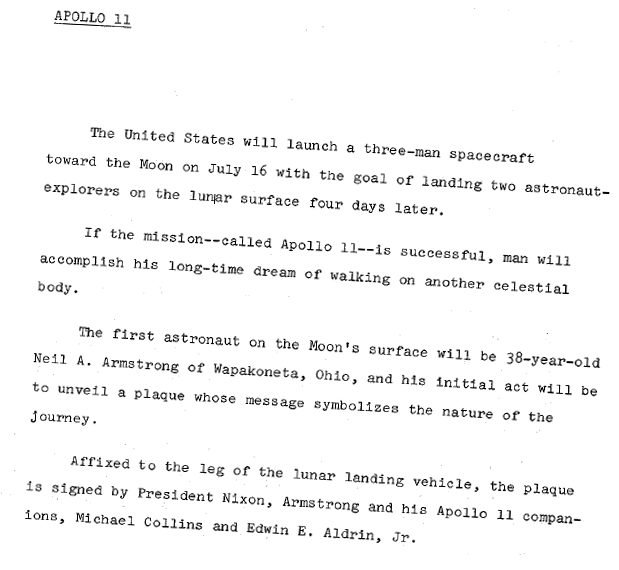 APOLLO 11
The United States will launch a three-man spacecraft
toward the Moon on July 16 with the goal of landing two astronaut-
explorers on the lunar surface four days later.
If the mission--called Apollo 11--is successful, man will
accomplish his long-time dream of walking on another celestial
body.
The first astronaut on the Moon's surface will be 38-year-old
Neil A. Armstrong of Wapakoneta, Ohio, and his initial act will be
to unveil a plaque whose message symbolizes the nature of the
journey.
Affixed to the leg of the lunar landing vehicle, the plaque
is signed by President Nixon, Armstrong and his Apollo 11 compan-
ions, Michael Collins and Edwin E. Aldrin, Jr.